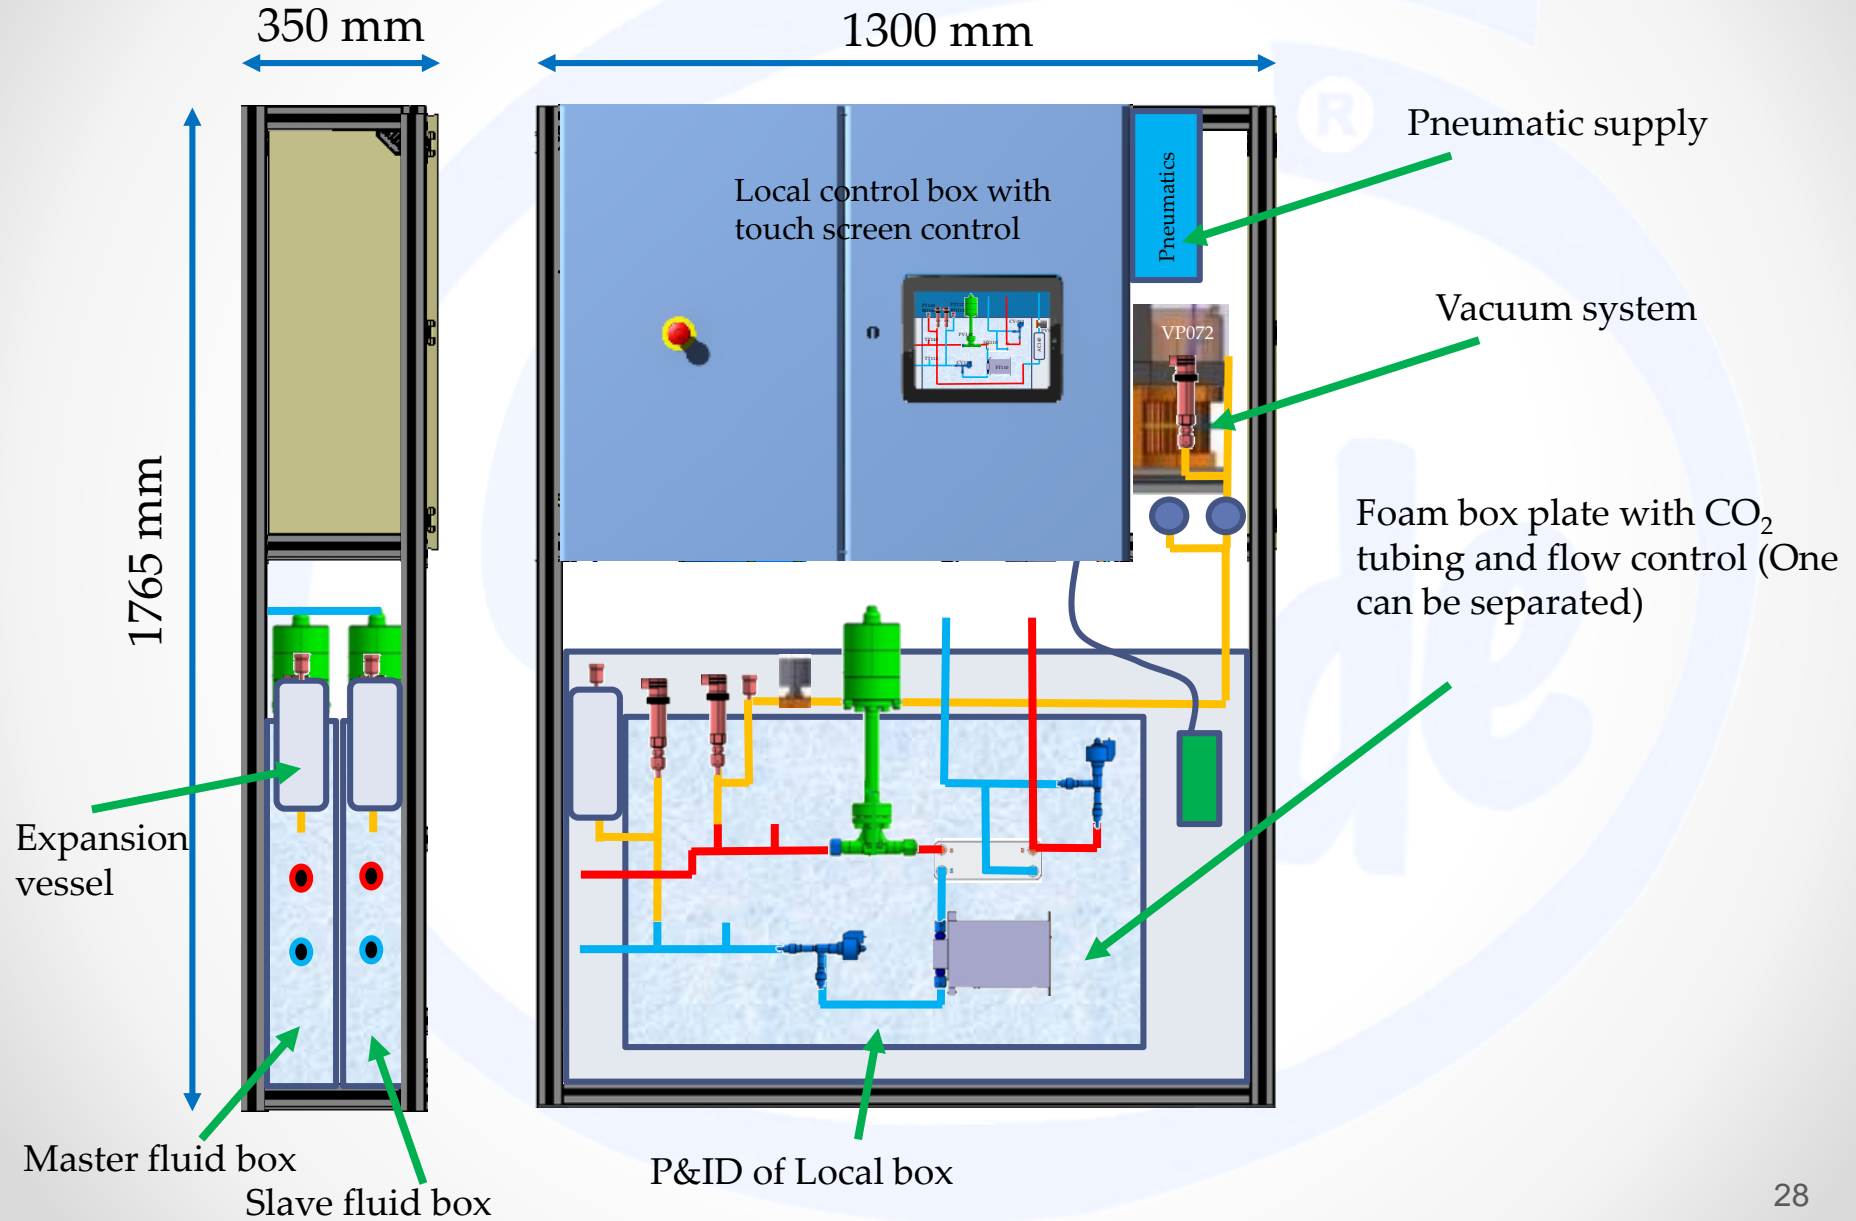 350 mm
1300 mm
1765 mm
Pneumatic supply
Pneumatics
Local control box with
touch screen control
Vacuum system
VP072
Foam box plate with CO₂
tubing and flow control (One
can be separated)
Expansion
vessel
Master fluid box
Slave fluid box
P&ID of Local box
®
de
28